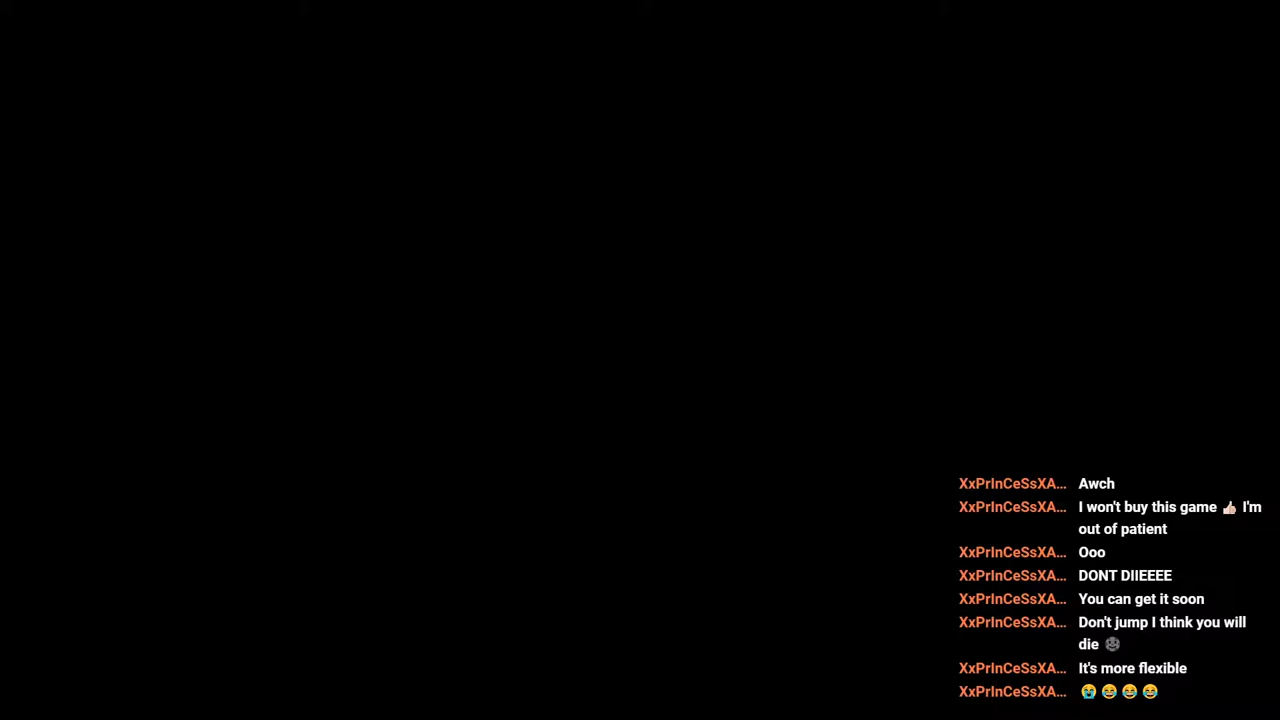 XxPrInCeSsXA... Awch
XxPrInCeSsXA... I won't buy this game 👍🏻 I'm
out of patient
XxPrInCeSsXA... Ooo
XxPrInCeSsXA... DONT DIIEEEE
XxPrInCeSsXA... You can get it soon
XxPrInCeSsXA... Don't jump I think you will
die
XxPrInCeSsXA... It's more flexible
XxPrInCeSsXA... 😭😂😂😂